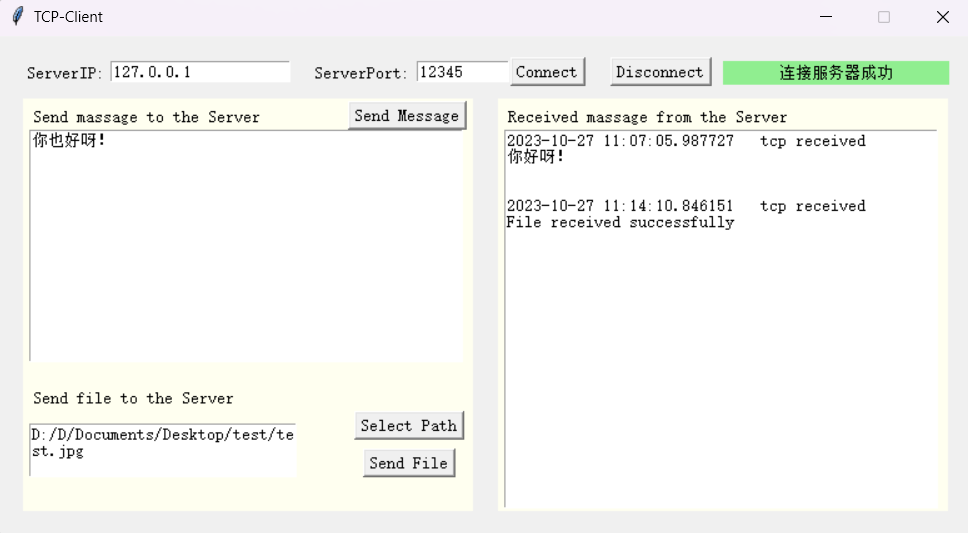 TCP-Client
ServerIP: 127.0.0.1 ServerPort: 12345 Connect Disconnect 连接服务器成功
Send massage to the Server Send Message
你也好呀!
Send file to the Server
D:/D/Documents/Desktop/test/te
st.jpg
Select Path
Send File
Received massage from the Server
2023-10-27 11:07:05.987727 tcp received
你好呀!
2023-10-27 11:14:10.846151 tcp received
File received successfully